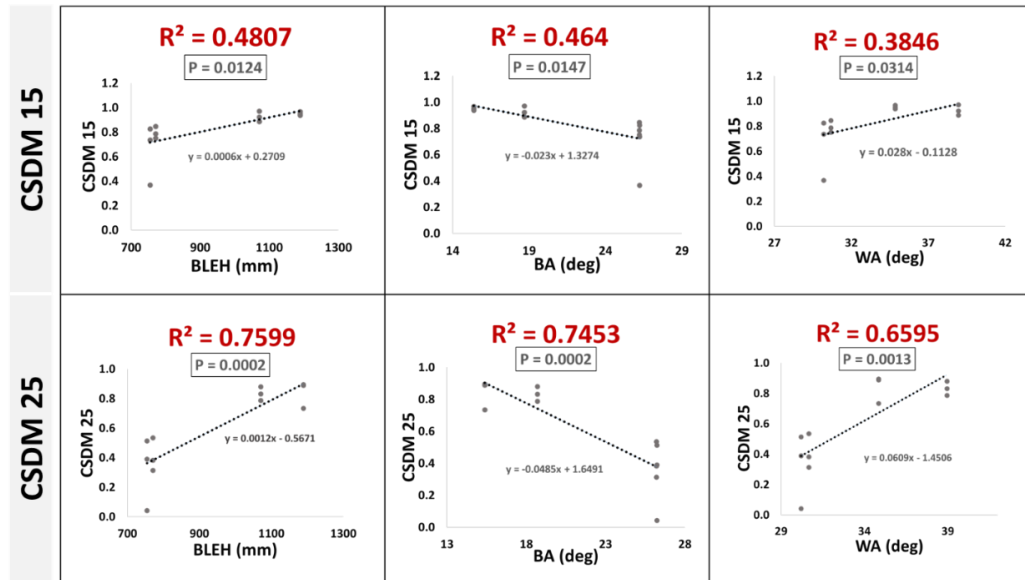 CSDM 15
R² = 0.4807
P = 0.0124
CSDM 15
1.2
1.0
0.8
0.6
0.4
0.2
0.0
y = 0.0006x + 0.2709
700 900 1100 1300
BLEH (mm)
R² = 0.464
P = 0.0147
CSDM 15
1.2
1.0
0.8
0.6
0.4
0.2
0.0
y = -0.023x + 1.3274
14 19 24 29
BA (deg)
R² = 0.3846
P = 0.0314
CSDM 15
1.2
1.0
0.8
0.6
0.4
0.2
0.0
y = 0.028x - 0.1128
27 32 37 42
WA (deg)
CSDM 25
R² = 0.7599
P = 0.0002
CSDM 25
1.0
0.8
0.6
0.4
0.2
0.0
y = 0.0012x - 0.5671
700 900 1100 1300
BLEH (mm)
R² = 0.7453
P = 0.0002
CSDM 25
1.0
0.8
0.6
0.4
0.2
0.0
y = -0.0485x + 1.6491
13 18 23 28
BA (deg)
R² = 0.6595
P = 0.0013
CSDM 25
1.0
0.8
0.6
0.4
0.2
0.0
y = 0.0609x - 1.4506
29 34 39
WA (deg)